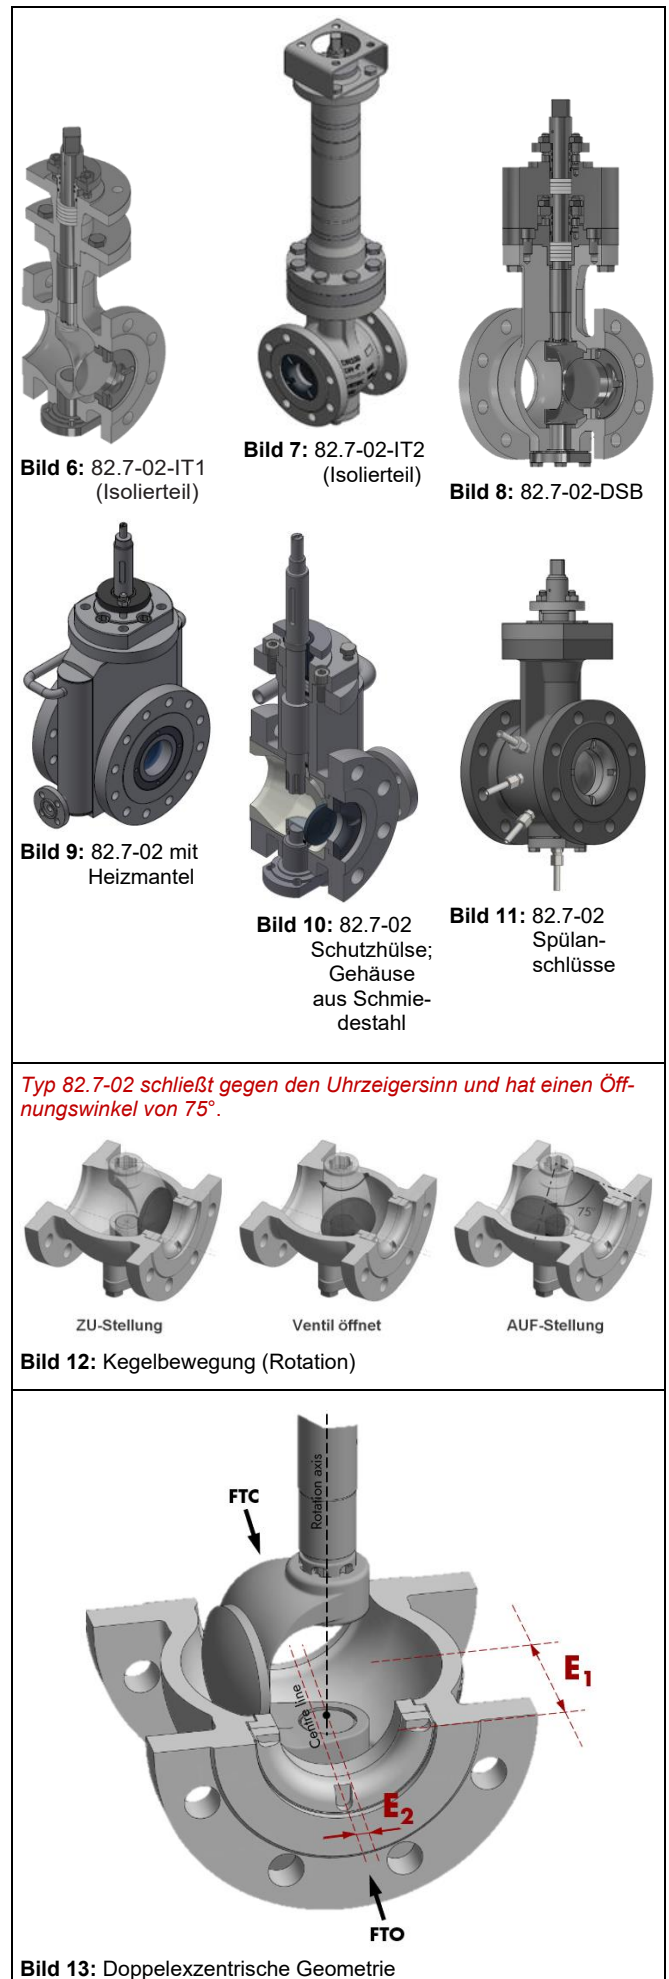 Bild 6: 82.7-02-IT1
(Isolierteil)
Bild 7: 82.7-02-IT2
(Isolierteil)
Bild 8: 82.7-02-DSB
Bild 9: 82.7-02 mit
Heizmantel
Bild 10: 82.7-02
Schutzhülse;
Gehäuse
aus Schmie-
destahl
Bild 11: 82.7-02
Spülan-
schlüsse
Typ 82.7-02 schließt gegen den Uhrzeigersinn und hat einen Öff-
nungswinkel von 75°.
75°
ZU-Stellung
Ventil öffnet
AUF-Stellung
Bild 12: Kegelbewegung (Rotation)
Rotation axis
FTC
E1
Centre line
E2
FTO
Bild 13: Doppelexzentrische Geometrie